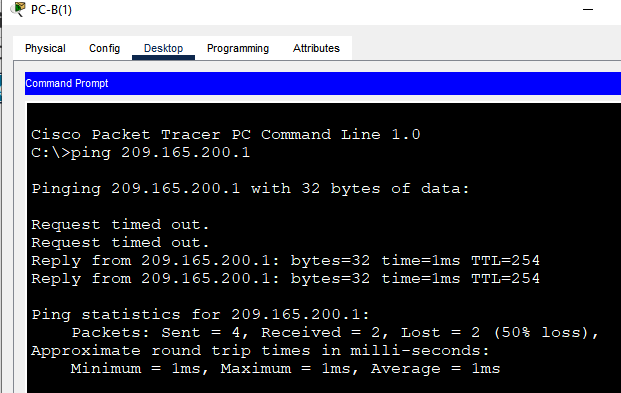 PC-B(1)
Physical Config Desktop Programming Attributes
Command Prompt
Cisco Packet Tracer PC Command Line 1.0
C:\>ping 209.165.200.1
Pinging 209.165.200.1 with 32 bytes of data:
Request timed out.
Request timed out.
Reply from 209.165.200.1: bytes=32 time=1ms TTL=254
Reply from 209.165.200.1: bytes=32 time=1ms TTL=254
Ping statistics for 209.165.200.1:
Packets: Sent = 4, Received = 2, Lost = 2 (50% loss),
Approximate round trip times in milli-seconds:
Minimum = 1ms, Maximum = 1ms, Average = 1ms